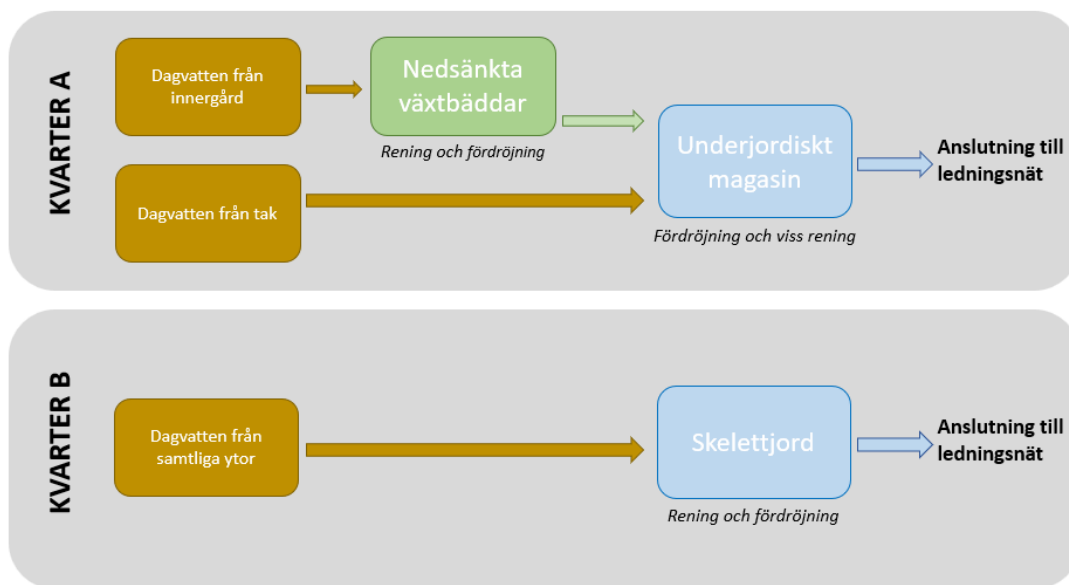 KVARTER A
Dagvatten från
innergård
Nedsänkta
växtbäddar
Rening och fördröjning
Dagvatten från tak
Underjordiskt
magasin
Fördröjning och viss rening
Anslutning till
ledningsnät
KVARTER B
Dagvatten från
samtliga ytor
Skelettjord
Rening och fördröjning
Anslutning till
ledningsnät